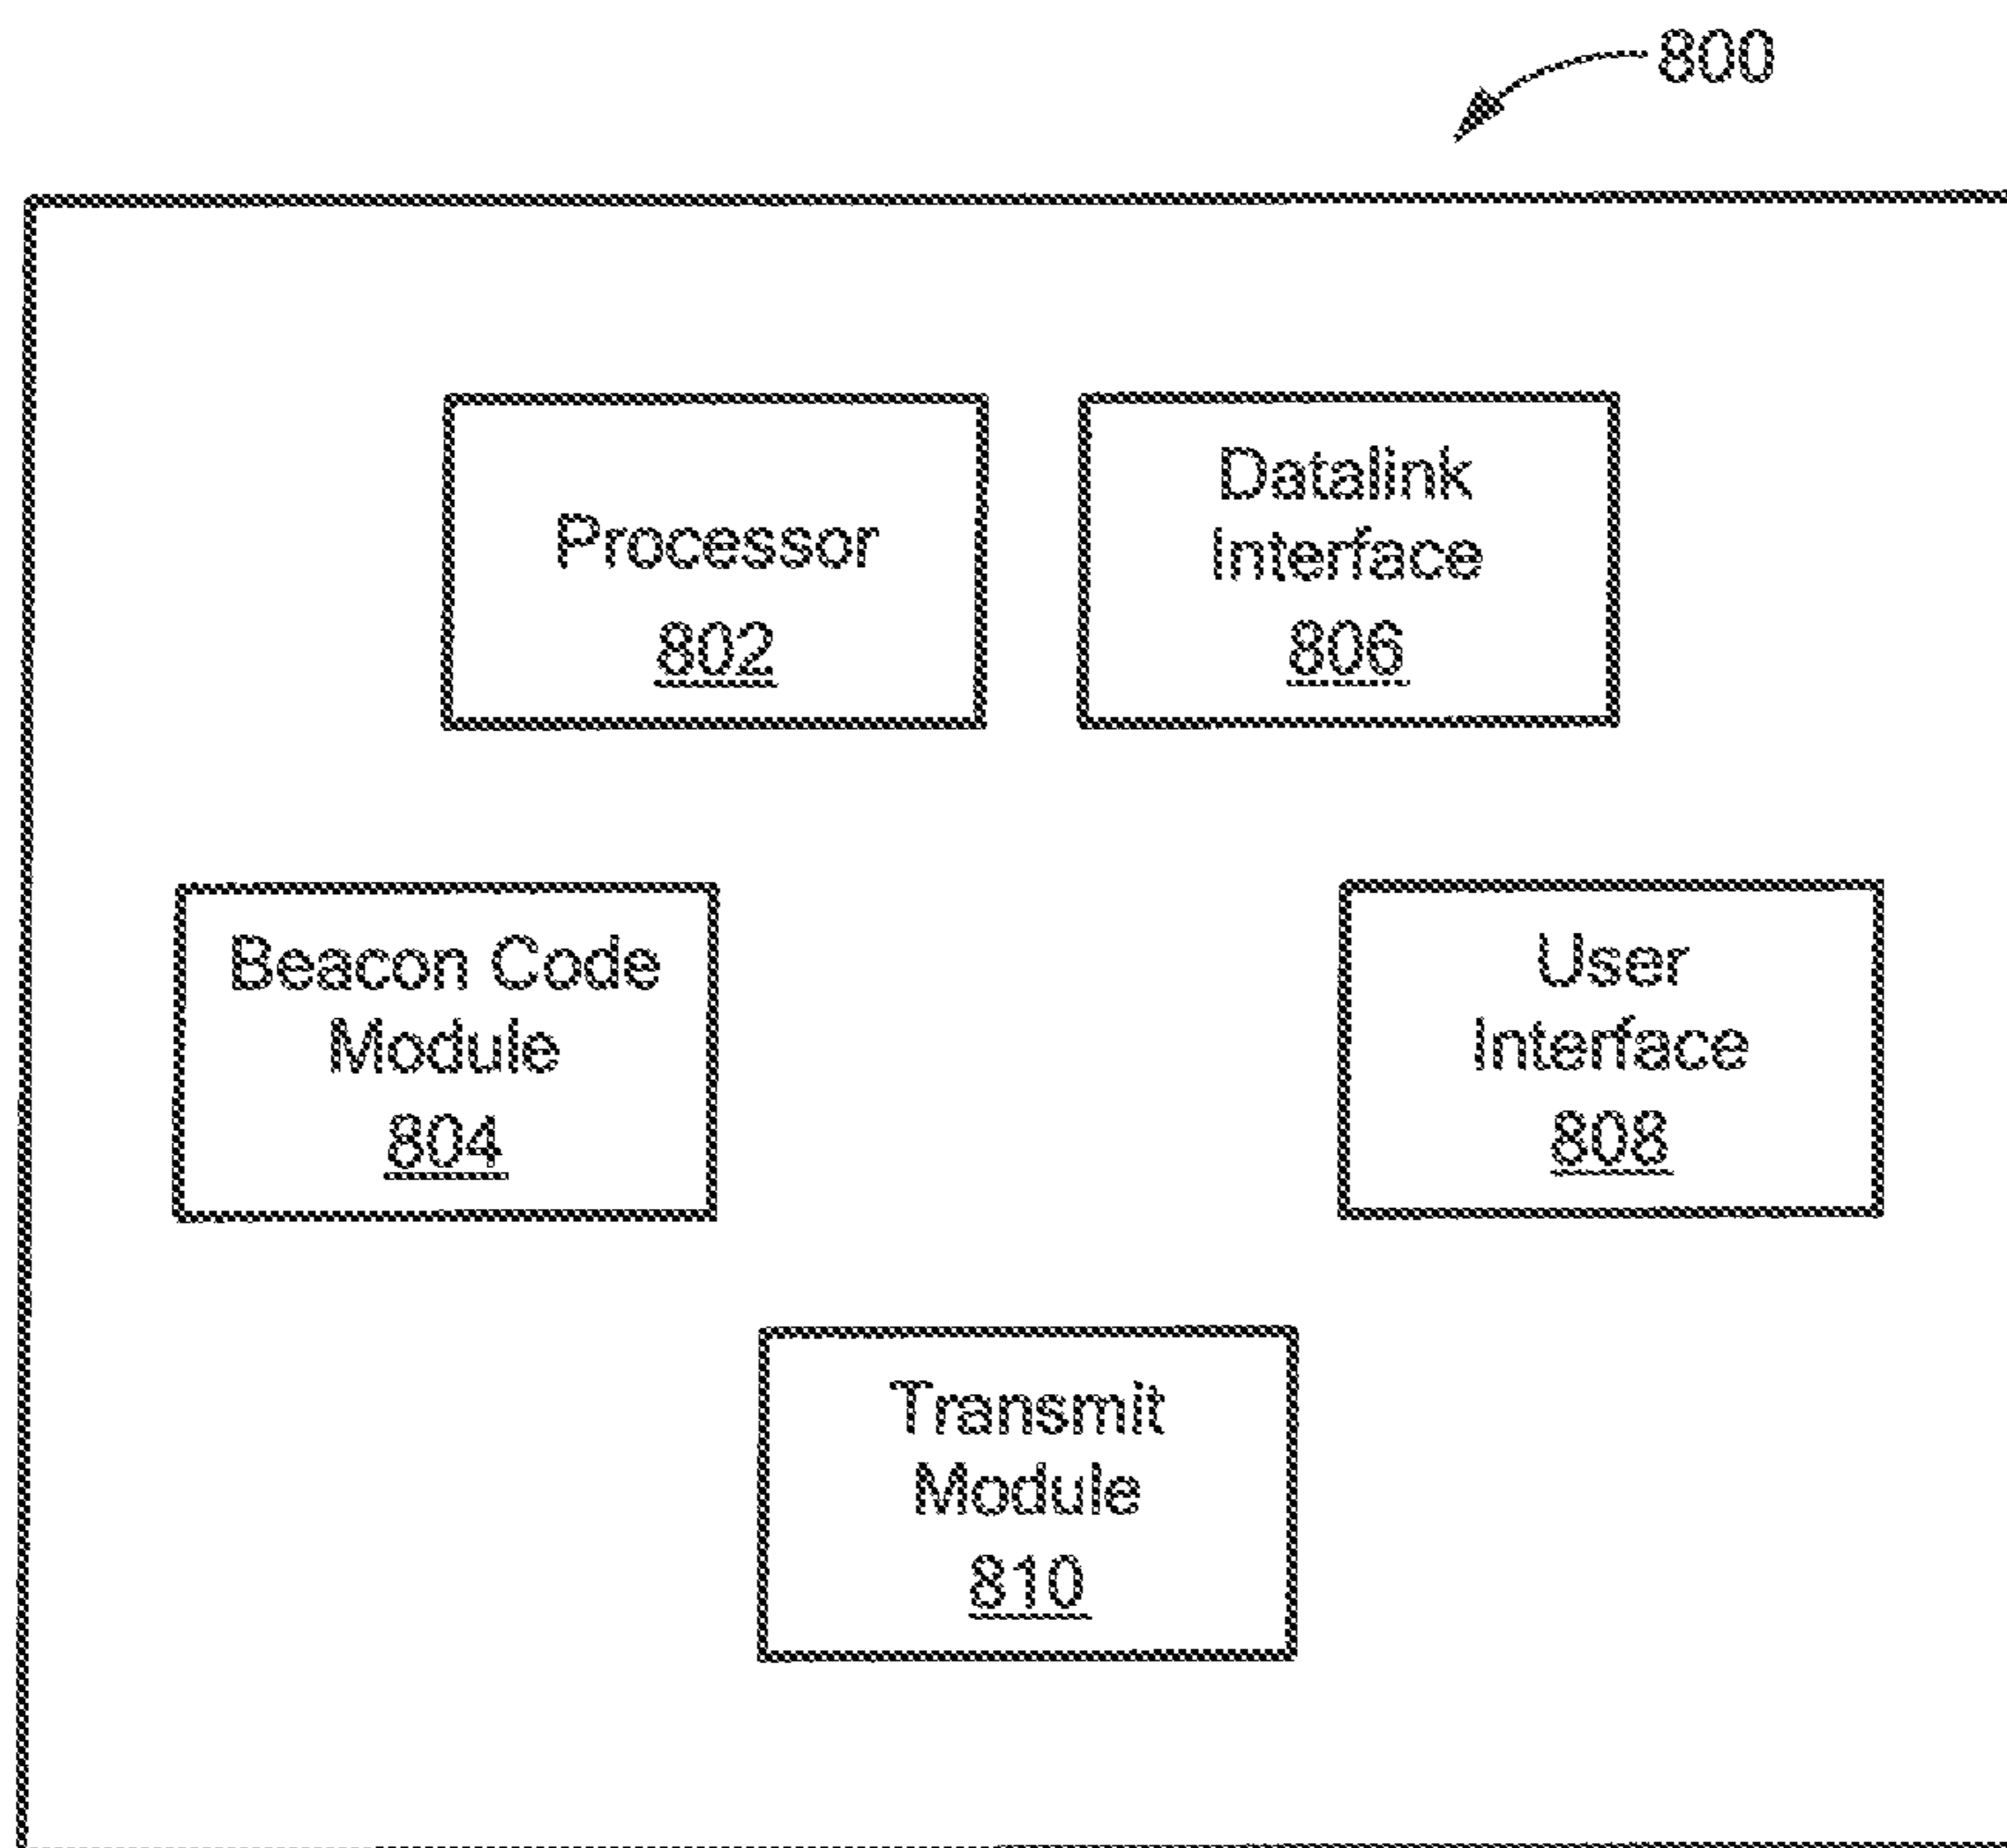 800
Processor
802
Datalink
Interface
806
Beacon Code
Module
804
User
Interface
808
Transmit
Module
810